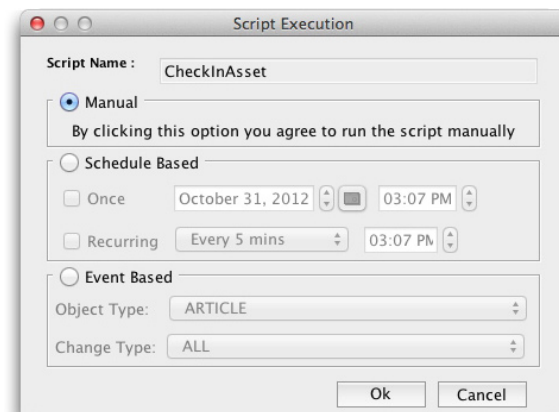 Script Execution
Script Name : CheckInAsset
Manual
By clicking this option you agree to run the script manually
Schedule Based
Once October 31, 2012 03:07 PM
Recurring Every 5 mins 03:07 PM
Event Based
Object Type: ARTICLE
Change Type: ALL
Ok Cancel